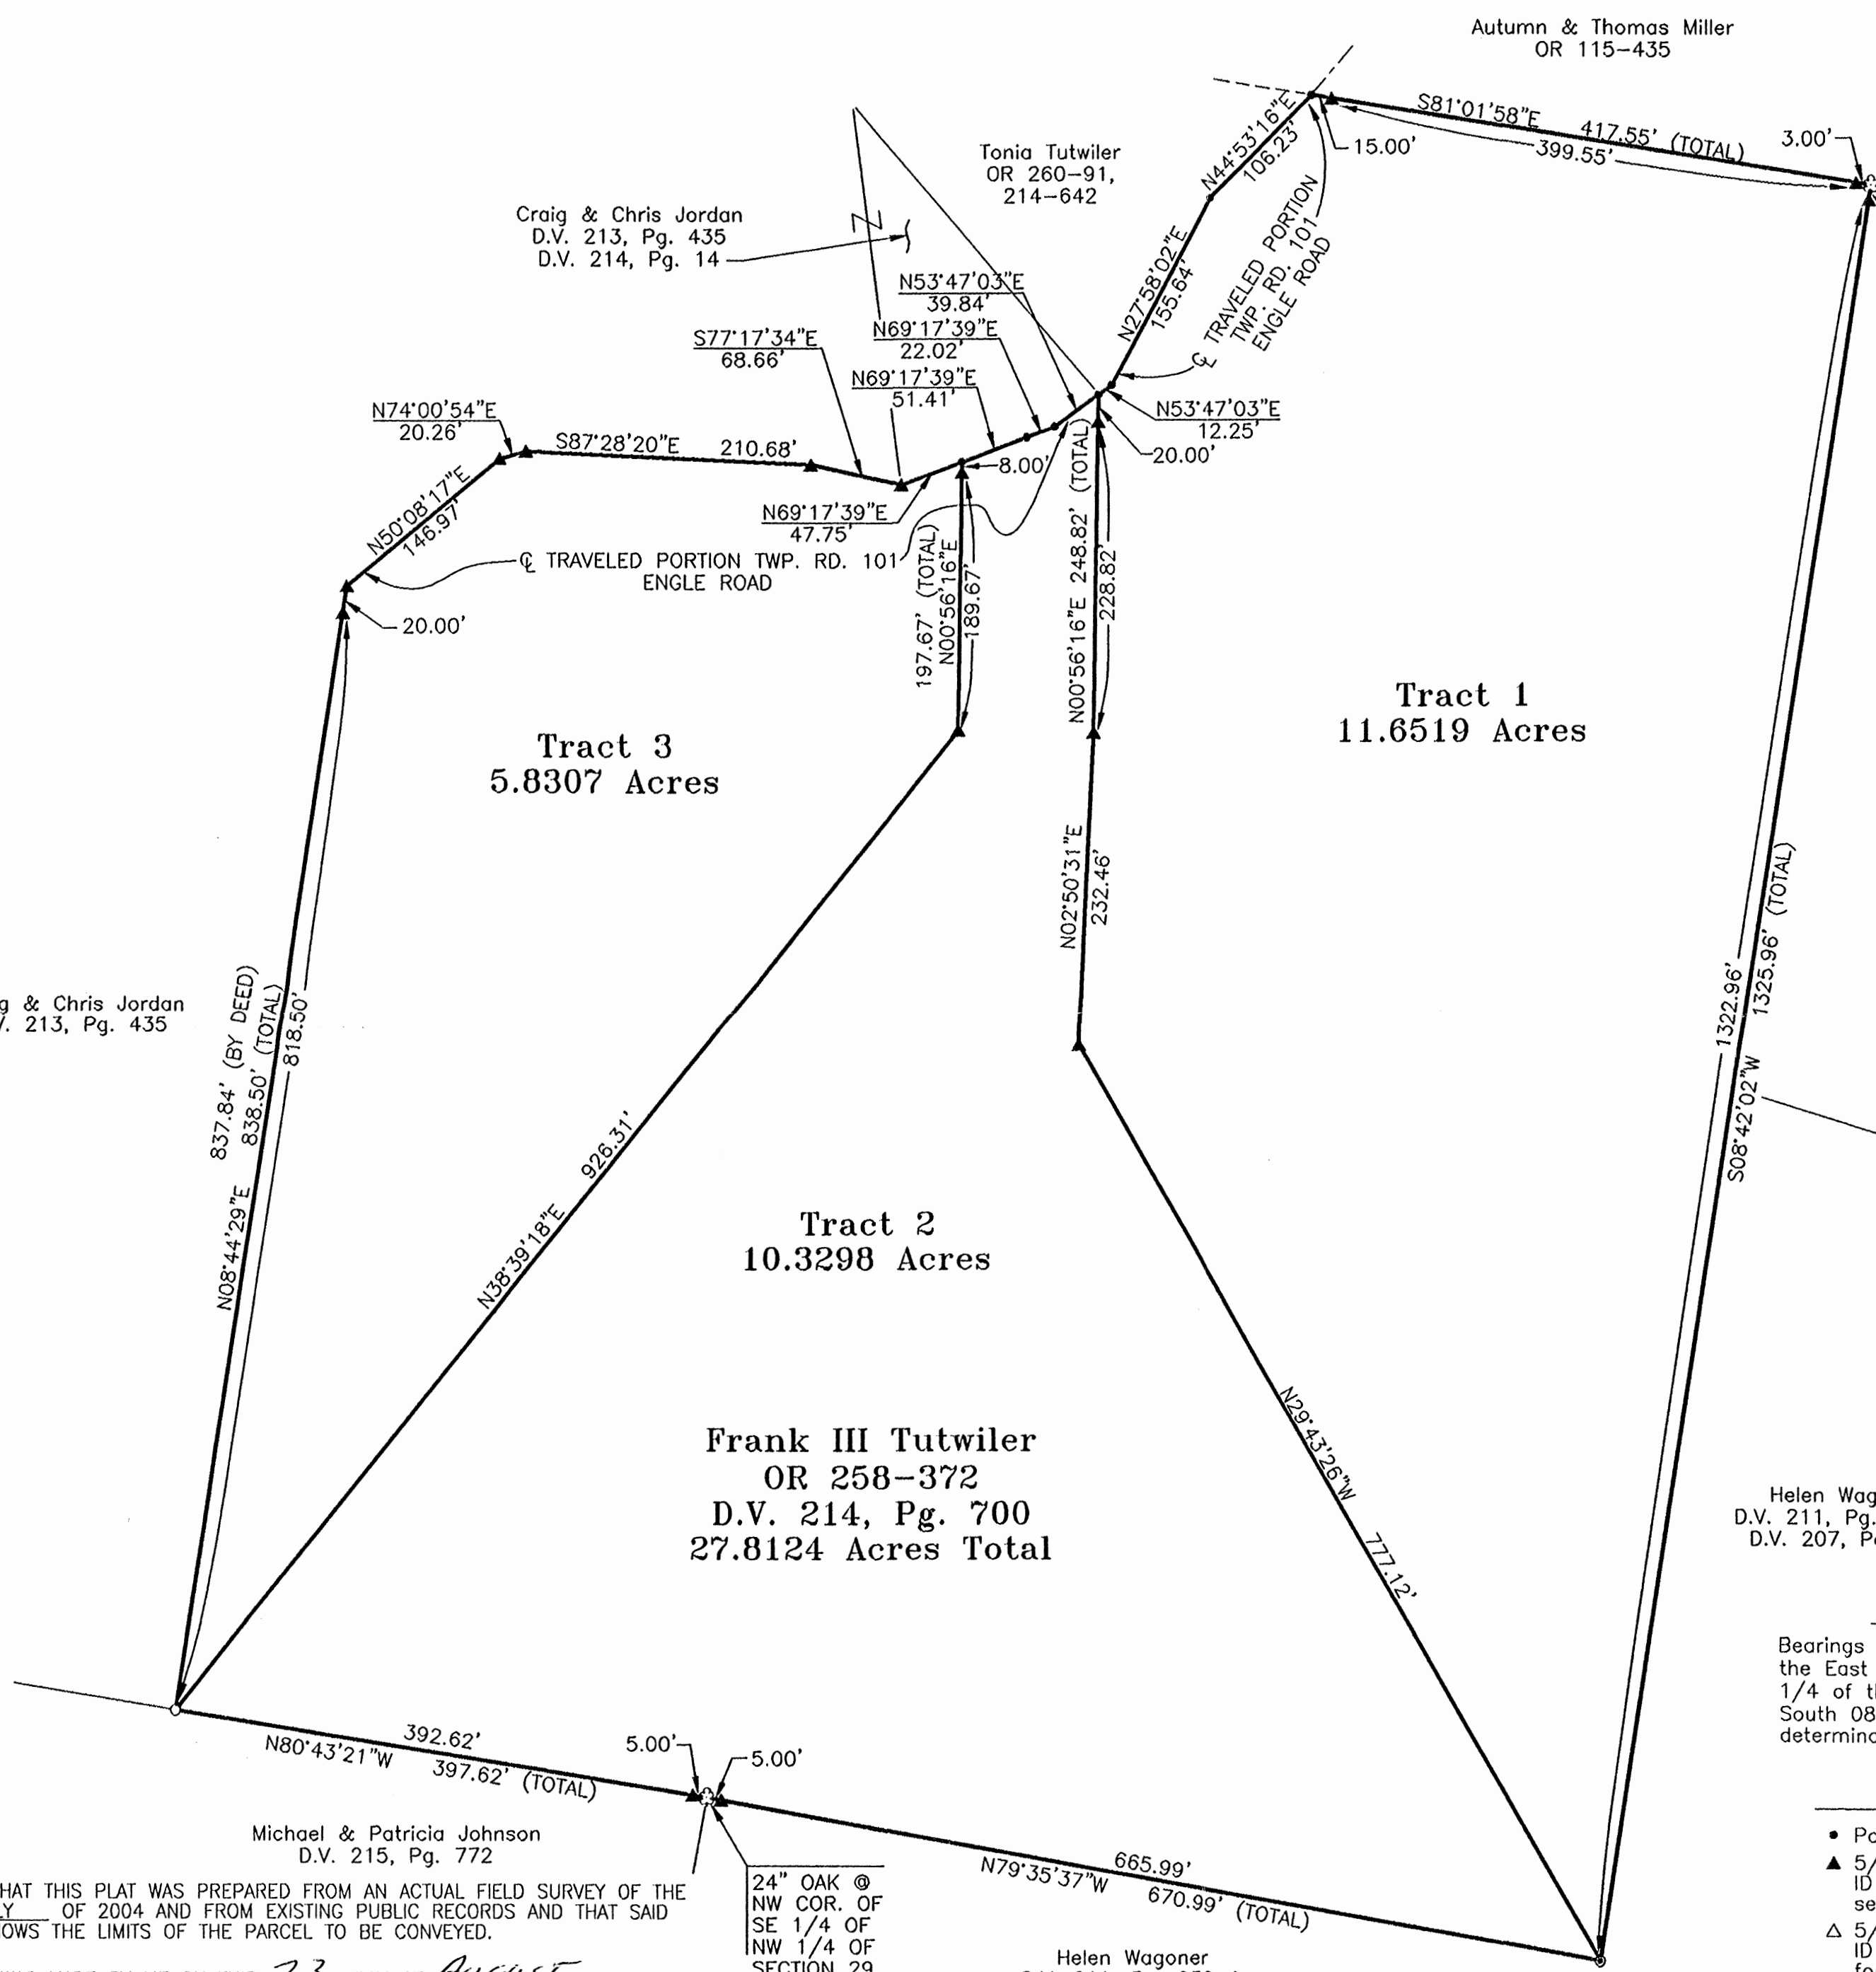 Autumn & Thomas Miller
OR 115-435
S81°01'58"E
417.55' (TOTAL)
399.55'
3.00'
15.00'
N44°53'16"E
106.23'
Tonia Tutwiler
OR 260-91,
214-642
Craig & Chris Jordan
D.V. 213, Pg. 435
D.V. 214, Pg. 14
N
TRAVELED PORTION
TWP. RD. 101
ENGLE ROAD
N27°58'02"E
155.64'
N53°47'03"E
39.84'
N69°17'39"E
22.02'
S77°17'34"E
68.66'
N69°17'39"E
51.41'
N53°47'03"E
12.25'
20.00'
N74°00'54"E
20.26'
S87°28'20"E 210.68'
8.00'
N69°17'39"E
47.75'
N50°08'17"E
146.97'
℄ TRAVELED PORTION TWP. RD. 101
ENGLE ROAD
20.00'
197.67' (TOTAL)
N00°56'16"E
189.67'
N00°56'16"E 248.82' (TOTAL)
228.82'
Tract 1
11.6519 Acres
Tract 3
5.8307 Acres
N02°50'31"E
232.46'
1322.96'
1325.96' (TOTAL)
S08°42'02"W
& Chris Jordan
213, Pg. 435
837.84' (BY DEED)
838.50' (TOTAL)
818.50'
N08°44'29"E
N38°39'18"E 926.31'
Tract 2
10.3298 Acres
Frank III Tutwiler
OR 258-372
D.V. 214, Pg. 700
27.8124 Acres Total
N29°43'26"W 777.12'
Helen Wag
D.V. 211, Pg.
D.V. 207, P
Bearings
the East
1/4 of t
South 08
determin
392.62'
N80°43'21"W 397.62' (TOTAL)
5.00'
5.00'
665.99'
N79°35'37"W 670.99' (TOTAL)
Michael & Patricia Johnson
D.V. 215, Pg. 772
HAT THIS PLAT WAS PREPARED FROM AN ACTUAL FIELD SURVEY OF THE
LY OF 2004 AND FROM EXISTING PUBLIC RECORDS AND THAT SAID
OWS THE LIMITS OF THE PARCEL TO BE CONVEYED.
23 August
24" OAK @
NW COR. OF
SE 1/4 OF
NW 1/4 OF
SECTION 29
Helen Wagoner
5/
ID
se
5/
ID